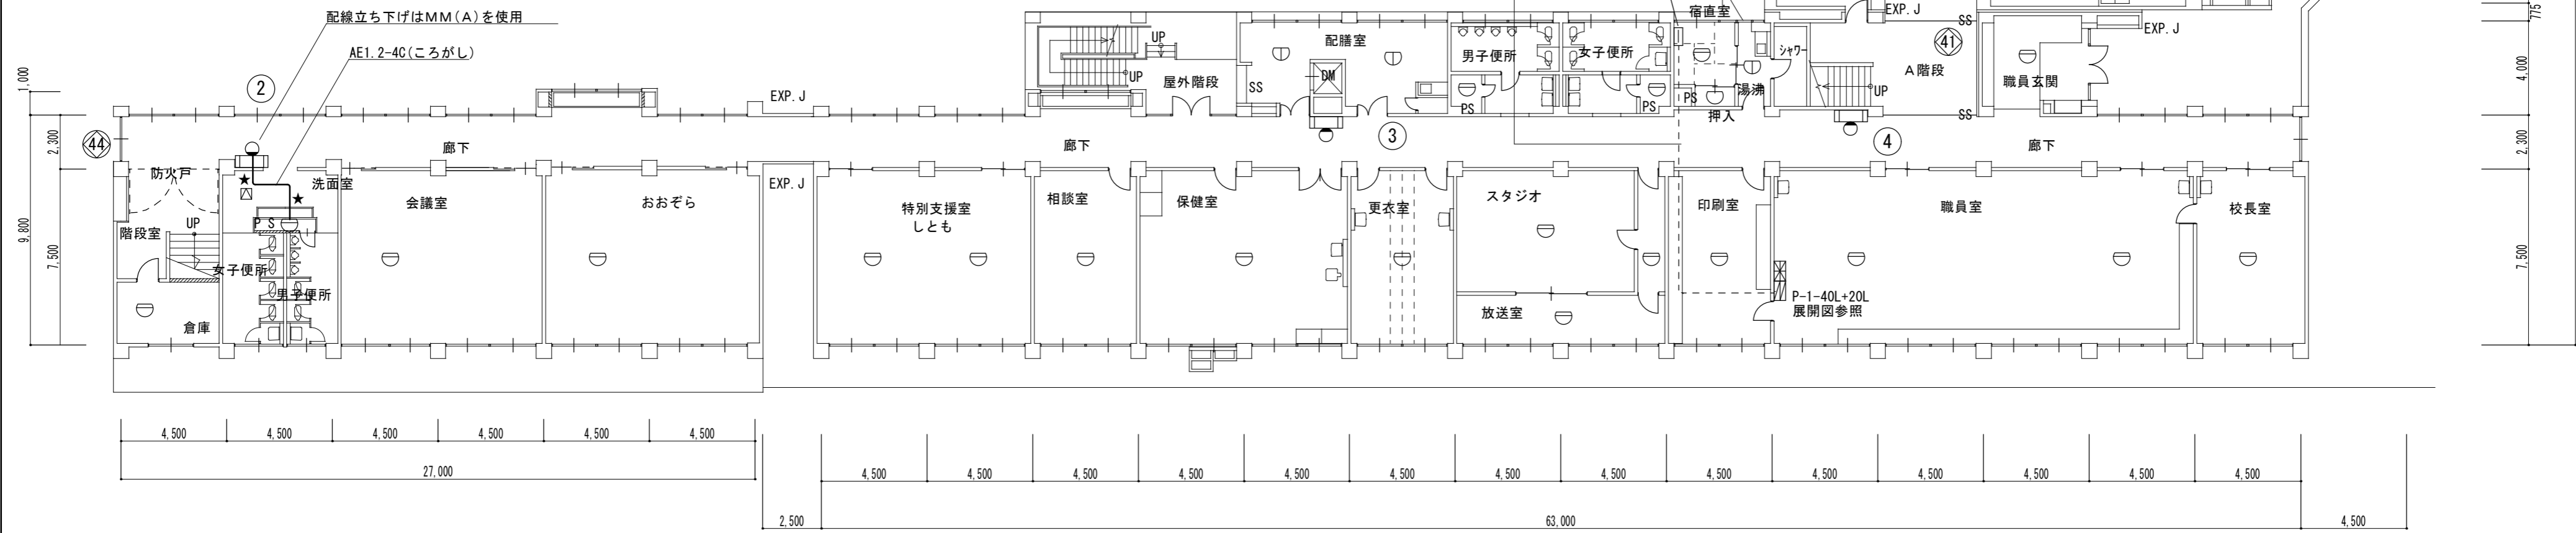 配線立ち下げはMM(A)を使用
AE1.2-4C(ころがし)
宿直室
EXP.J
SS
775
EXP.J
配膳室
UP
男子便所
女子便所
シャワー
41
A階段
職員玄関
4,000
DM
UP
屋外階段
SS
PS
PS
PS
湯沸
UP
押入
SS
1,000
2
EXP.J
3
4
44
廊下
廊下
廊下
2,300
2,300
防火戸
★
洗面室
★
EXP.J
会議室
おおぞら
特別支援室
しとも
相談室
保健室
更衣室
スタジオ
印刷室
職員室
校長室
階段室
UP
PS
9,800
7,500
7,500
女子便所
男子便所
倉庫
放送室
P-1-40L+20L
展開図参照
4,500 4,500 4,500 4,500 4,500 4,500
27,000
4,500 4,500 4,500 4,500 4,500 4,500 4,500 4,500 4,500 4,500 4,500 4,500 4,500 4,500
2,500 63,000 4,500